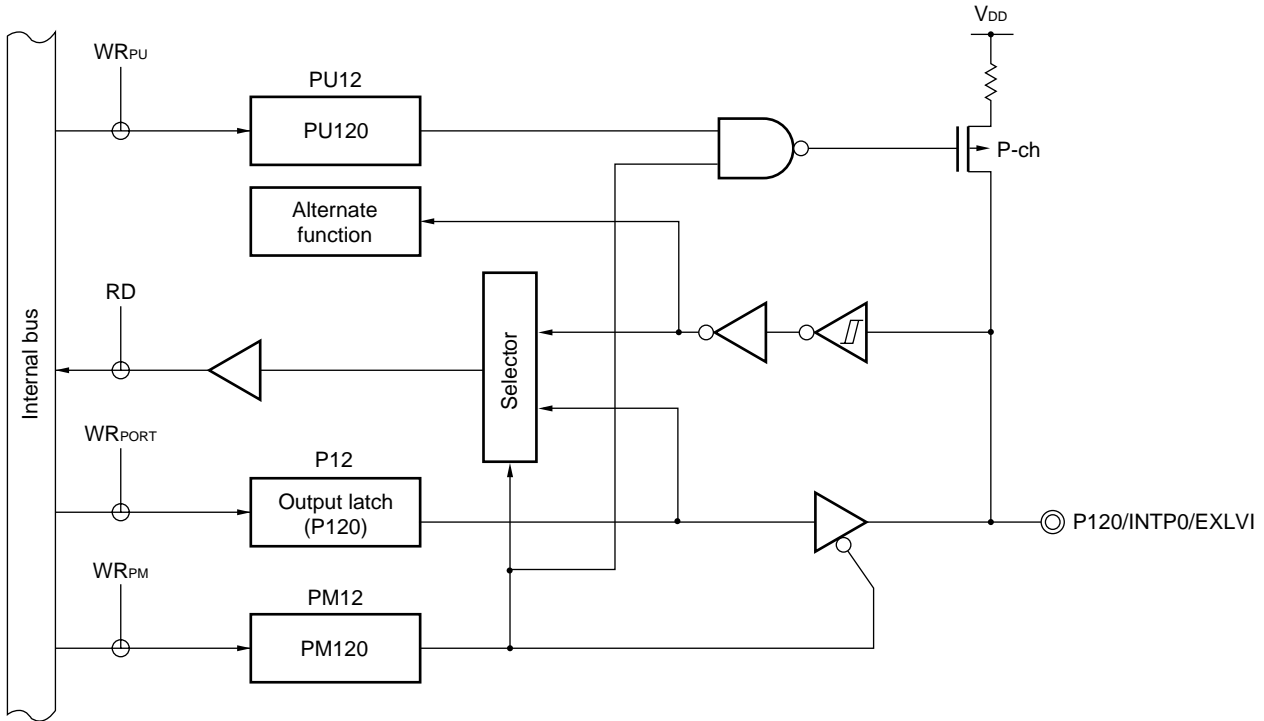 VDD
WRPU
PU12
PU120
P-ch
Alternate
function
RD
Internal bus
Selector
WRPORT
P12
Output latch
(P120)
P120/INTP0/EXLVI
WRPM
PM12
PM120